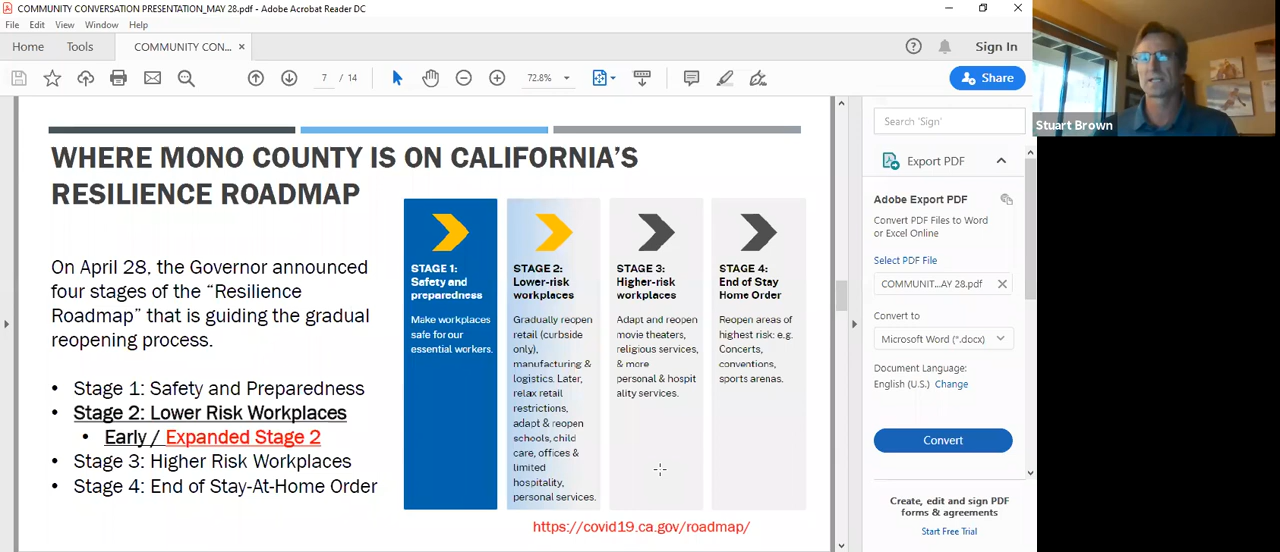 COMMUNITY CONVERSATION PRESENTATION_MAY 28.pdf - Adobe Acrobat Reader DC
File Edit View Window Help
Home Tools COMMUNITY CON... × Sign In
7 / 14 72.8% Share
WHERE MONO COUNTY IS ON CALIFORNIA'S
RESILIENCE ROADMAP
On April 28, the Governor announced
four stages of the "Resilience
Roadmap" that is guiding the gradual
reopening process.
• Stage 1: Safety and Preparedness
• Stage 2: Lower Risk Workplaces
• Early / Expanded Stage 2
• Stage 3: Higher Risk Workplaces
• Stage 4: End of Stay-At-Home Order
STAGE 1:
Safety and
preparedness
Make workplaces
safe for our
essential workers.
STAGE 2:
Lower-risk
workplaces
Gradually reopen
retail (curbside
only),
manufacturing &
logistics. Later,
relax retail
restrictions,
adapt & reopen
schools, child
care, offices &
limited
hospitality,
personal services.
STAGE 3:
Higher-risk
workplaces
Adapt and reopen
movie theaters,
religious services,
& more
personal & hospit
ality services.
STAGE 4:
End of Stay
Home Order
Reopen areas of
highest risk: e.g.
Concerts,
conventions,
sports arenas.
https://covid19.ca.gov/roadmap/
Search 'Sign'
Export PDF
Adobe Export PDF
Convert PDF Files to Word
or Excel Online
Select PDF File
COMMUNIT...AY 28.pdf
Convert to
Microsoft Word (*.docx)
Document Language:
English (U.S.) Change
Convert
Create, edit and sign PDF
forms & agreements
Start Free Trial
Stuart Brown